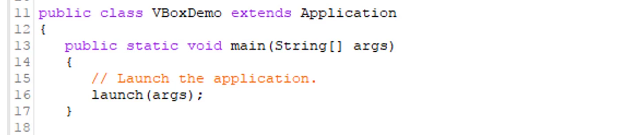 11 public class VBoxDemo extends Application
12 {
13    public static void main(String[] args)
14    {
15       // Launch the application.
16       launch(args);
17    }
18